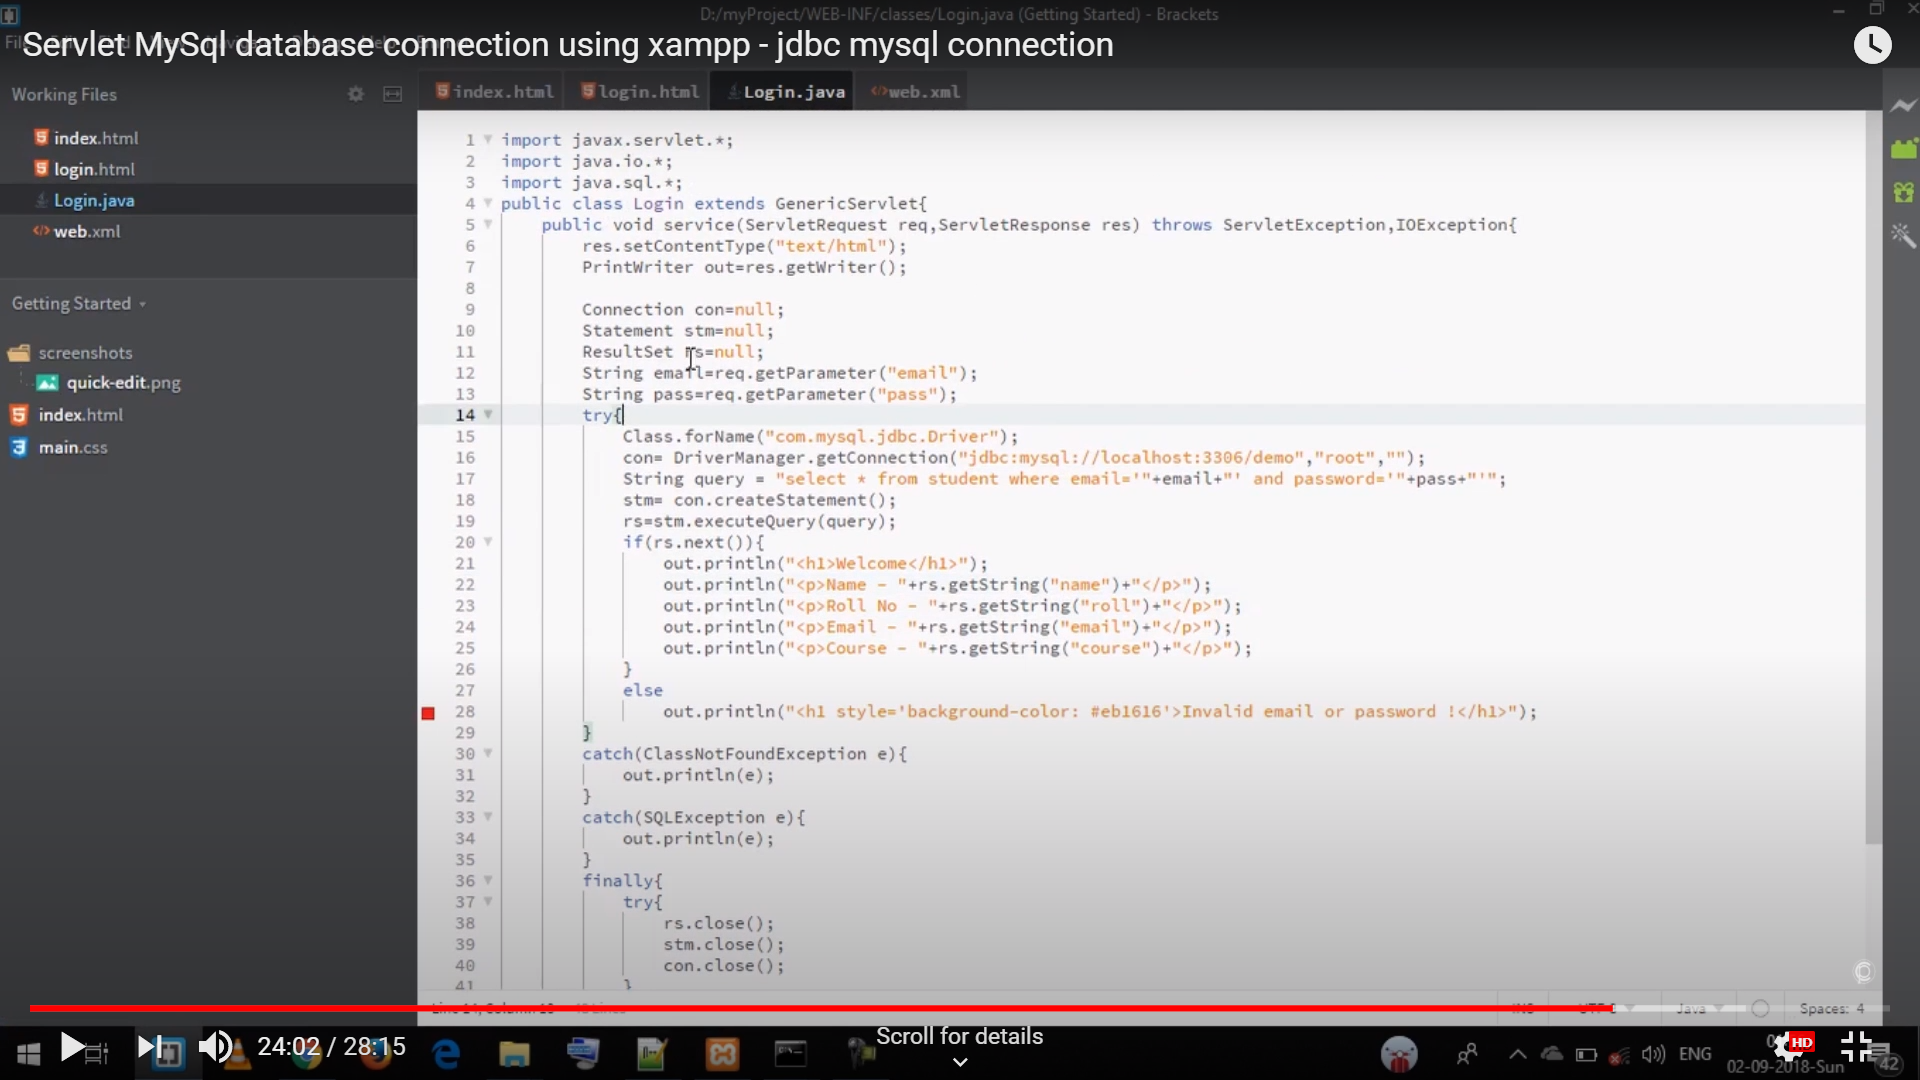 D:/myProject/WEB-INF/classes/Login.java (Getting Started) - Brackets
Servlet MySql database connection using xampp - jdbc mysql connection
Working Files
index.html
login.html
Login.java
web.xml
index.html
login.html
Login.java
web.xml
Getting Started
screenshots
quick-edit.png
index.html
main.css
1 import javax.servlet.*;
2 import java.io.*;
3 import java.sql.*;
4 public class Login extends GenericServlet{
5 public void service(ServletRequest req,ServletResponse res) throws ServletException,IOException{
6 res.setContentType("text/html");
7 PrintWriter out=res.getWriter();
8
9 Connection con=null;
10 Statement stm=null;
11 ResultSet rs=null;
12 String email=req.getParameter("email");
13 String pass=req.getParameter("pass");
14 try{
15 Class.forName("com.mysql.jdbc.Driver");
16 con= DriverManager.getConnection("jdbc:mysql://localhost:3306/demo","root","");
17 String query = "select * from student where email='"+email+"' and password='"+pass+"'";
18 stm= con.createStatement();
19 rs=stm.executeQuery(query);
20 if(rs.next()){
21 out.println("<h1>Welcome</h1>");
22 out.println("<p>Name - "+rs.getString("name")+"</p>");
23 out.println("<p>Roll No - "+rs.getString("roll")+"</p>");
24 out.println("<p>Email - "+rs.getString("email")+"</p>");
25 out.println("<p>Course - "+rs.getString("course")+"</p>");
26 }
27 else
28 out.println("<h1 style='background-color: #eb1616'>Invalid email or password !</h1>");
29 }
30 catch(ClassNotFoundException e){
31 out.println(e);
32 }
33 catch(SQLException e){
34 out.println(e);
35 }
36 finally{
37 try{
38 rs.close();
39 stm.close();
40 con.close();
41 }
INS UTF-8 Java Spaces: 4
24:02 / 28:15
Scroll for details
HD
ENG
02-09-2018-Sun
42